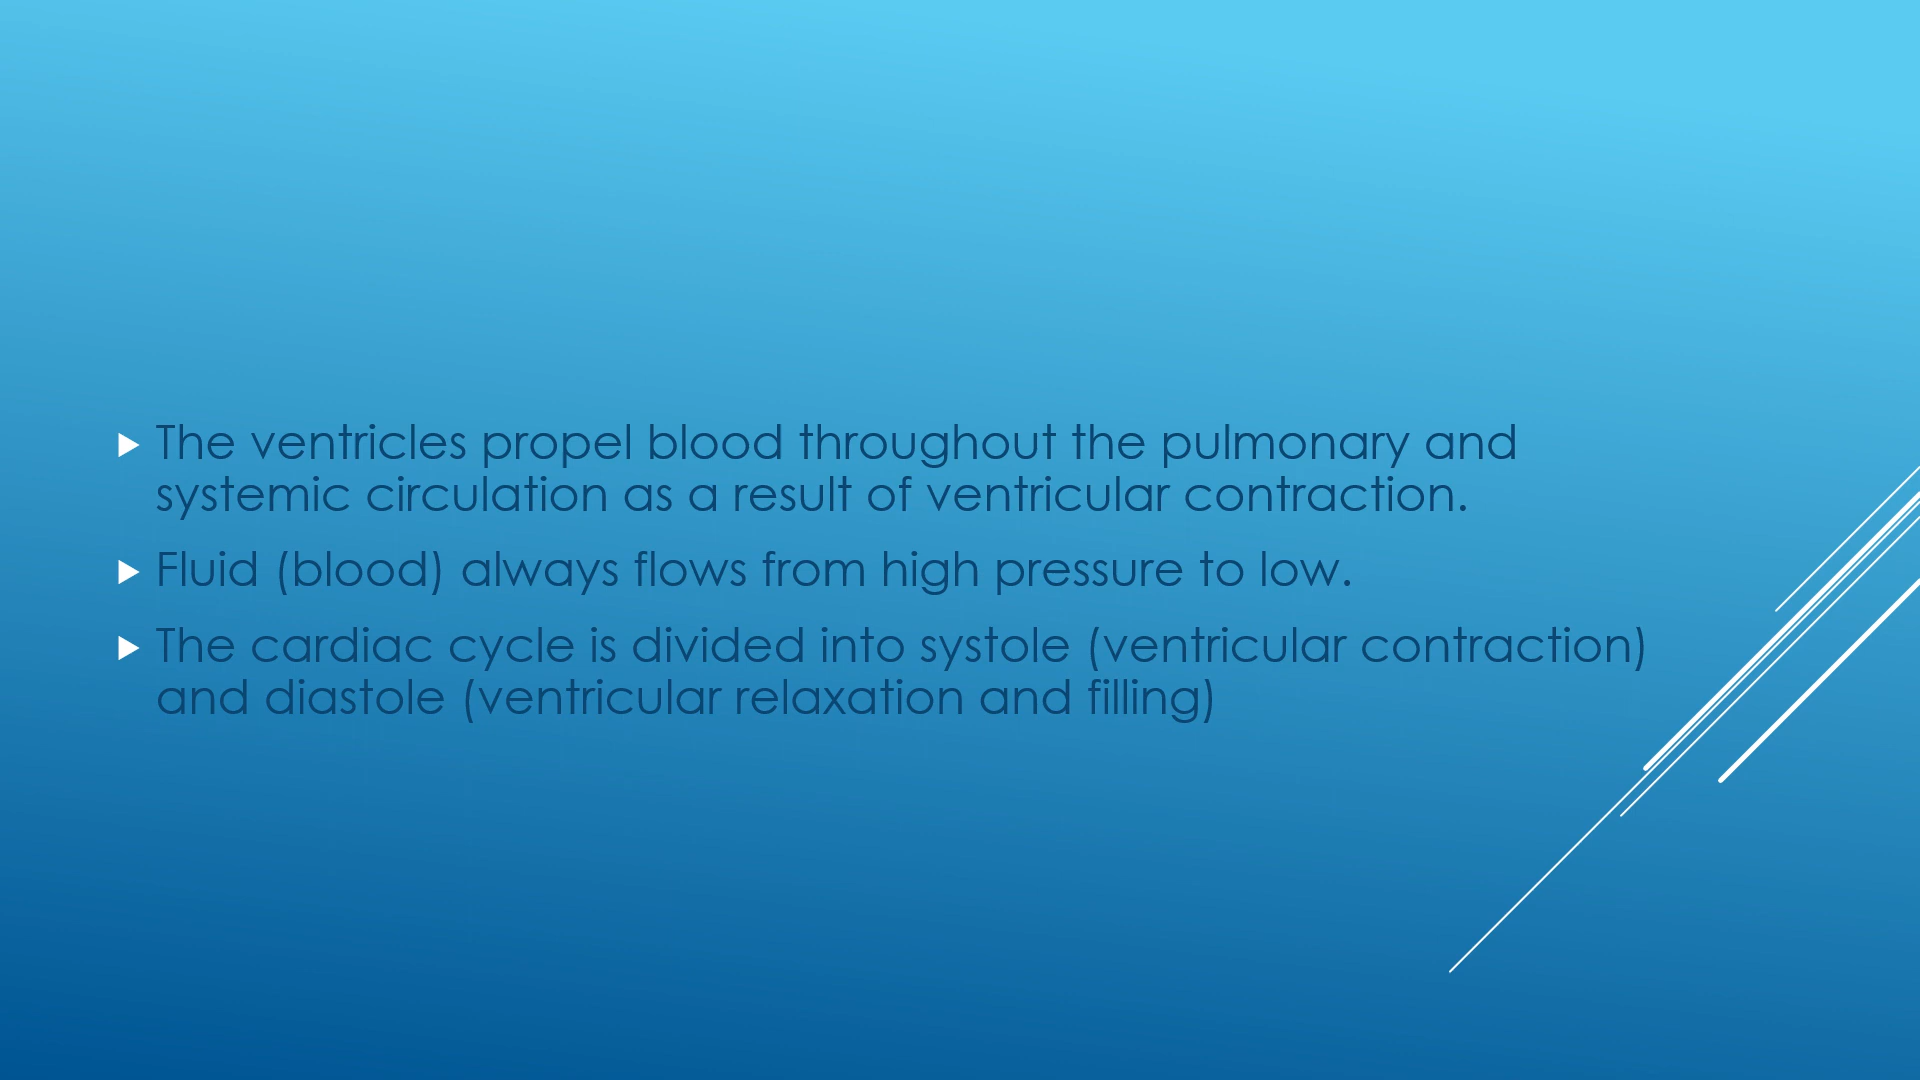 The ventricles propel blood throughout the pulmonary and
systemic circulation as a result of ventricular contraction.
Fluid (blood) always flows from high pressure to low.
The cardiac cycle is divided into systole (ventricular contraction)
and diastole (ventricular relaxation and filling)